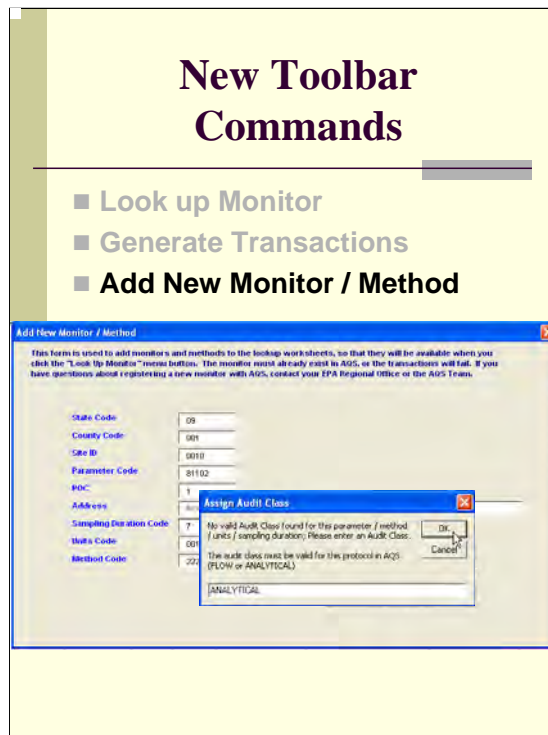 New Toolbar
Commands
Look up Monitor
Generate Transactions
Add New Monitor / Method
Add New Monitor / Method
This form is used to add monitors and methods to the lookup worksheets, so that they will be available when you
click the "Look Up Monitor" menu button. The monitor must already exist in AQS, or the transactions will fail. If you
have questions about registering a new monitor with AQS, contact your EPA Regional Office or the AQS Team.
State Code 09
County Code 001
Site ID 0010
Parameter Code 81102
POC 1
Address
Sampling Duration Code 7
Units Code 001
Method Code
Assign Audit Class
No valid Audit Class found for this parameter / method
/ units / sampling duration; Please enter an Audit Class.
The audit class must be valid for this protocol in AQS
(FLOW or ANALYTICAL)
OK
Cancel
ANALYTICAL